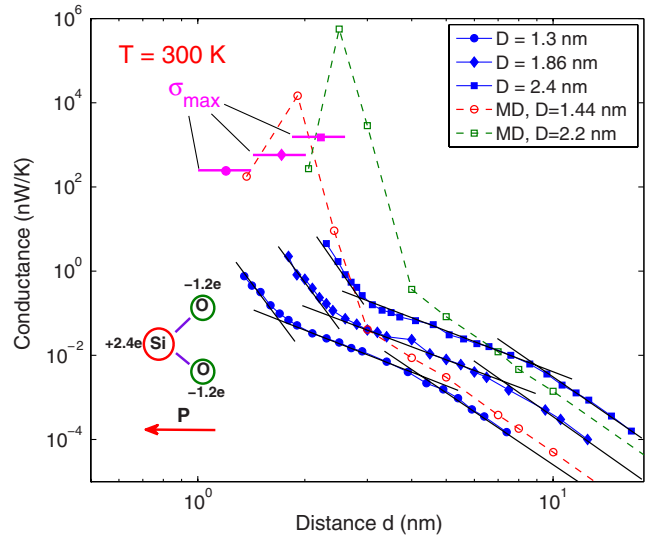 10^6
10^4
10^2
10^0
10^−2
10^−4
Conductance (nW/K)
T = 300 K
σ_max
D = 1.3 nm
D = 1.86 nm
D = 2.4 nm
MD, D=1.44 nm
MD, D=2.2 nm
−1.2e
O
+2.4e Si
O
−1.2e
P
10^0
10^1
Distance d (nm)